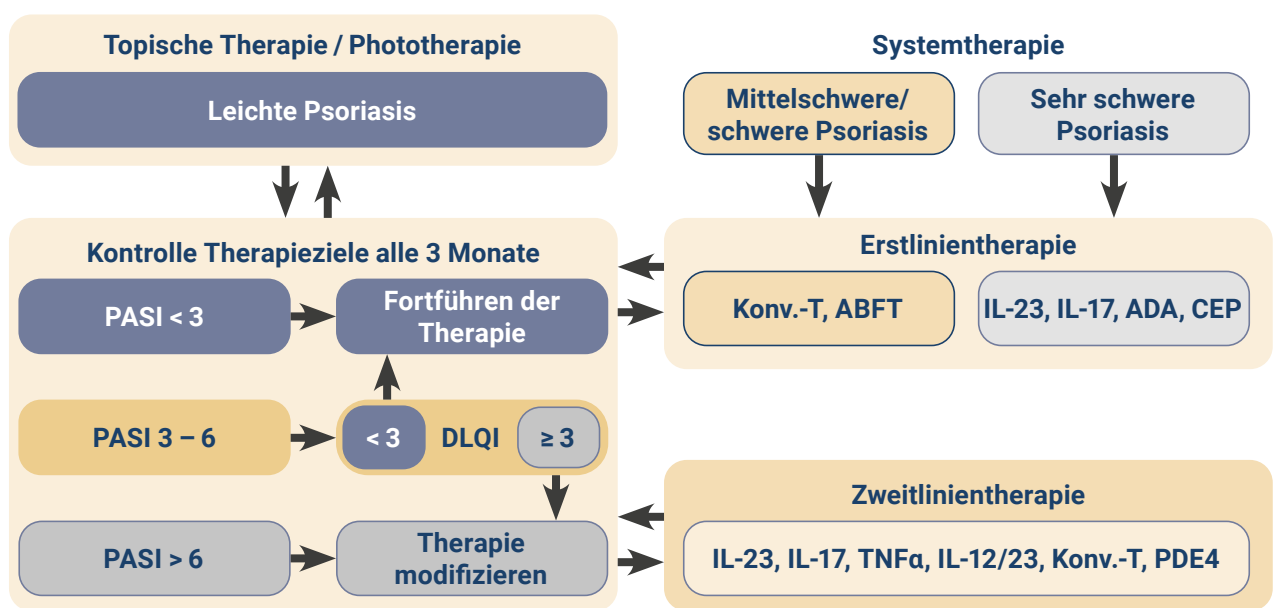 Topische Therapie / Phototherapie
Leichte Psoriasis
Systemtherapie
Mittelschwere/
schwere Psoriasis
Sehr schwere
Psoriasis
Kontrolle Therapieziele alle 3 Monate
PASI < 3
Fortführen der
Therapie
PASI 3 – 6
< 3 DLQI ≥ 3
PASI > 6
Therapie
modifizieren
Erstlinientherapie
Konv.-T, ABFT
IL-23, IL-17, ADA, CEP
Zweitlinientherapie
IL-23, IL-17, TNFα, IL-12/23, Konv.-T, PDE4